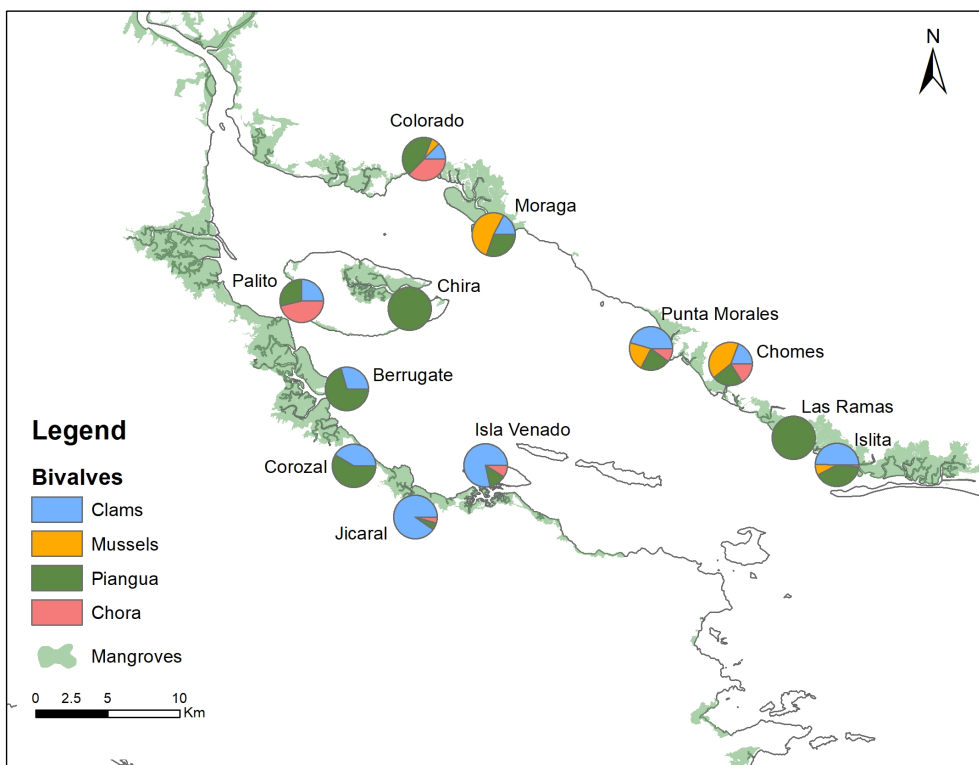 N
Colorado
Moraga
Palito
Chira
Punta Morales
Chomes
Berrugate
Las Ramas
Isla Venado
Islita
Corozal
Jicaral
Legend
Bivalves
Clams
Mussels
Piangua
Chora
Mangroves
0 2.5 5 10
Km